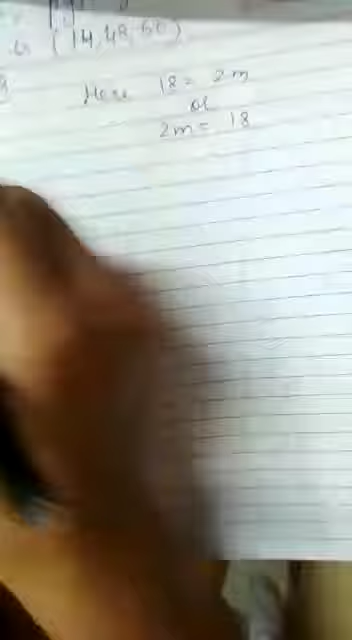 (14,48,50)
Here 18 = 2m
or
2m = 18